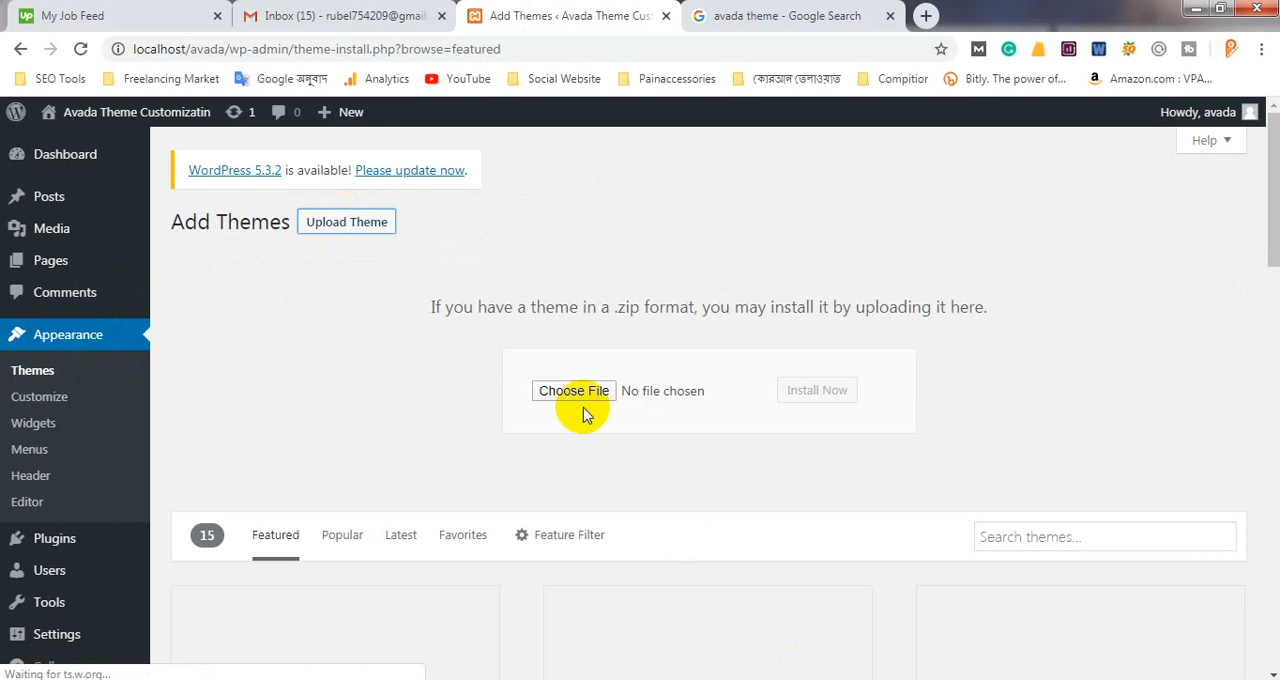 My Job Feed
Inbox (15) - rubel754209@gmail
Add Themes ‹ Avada Theme Cust
avada theme - Google Search
localhost/avada/wp-admin/theme-install.php?browse=featured
SEO Tools
Freelancing Market
Google অনুবাদ
Analytics
YouTube
Social Website
Painaccessories
কোরআন তেলাওয়াত
Compitior
Bitly. The power of...
Amazon.com : VPA...
Avada Theme Customizatin
1
0
New
Howdy, avada
Help
Dashboard
Posts
Media
Pages
Comments
Appearance
Themes
Customize
Widgets
Menus
Header
Editor
Plugins
Users
Tools
Settings
WordPress 5.3.2 is available! Please update now.
Add Themes
Upload Theme
If you have a theme in a .zip format, you may install it by uploading it here.
Choose File No file chosen
Install Now
15
Featured
Popular
Latest
Favorites
Feature Filter
Search themes...
Waiting for ts.w.org...